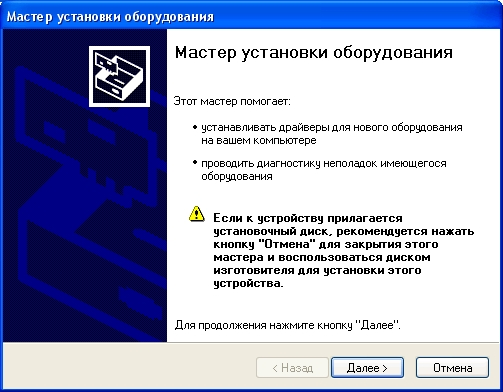 Мастер установки оборудования
Мастер установки оборудования
Этот мастер помогает:
• устанавливать драйверы для нового оборудования
на вашем компьютере
• проводить диагностику неполадок имеющегося
оборудования
Если к устройству прилагается
установочный диск, рекомендуется нажать
кнопку "Отмена" для закрытия этого
мастера и воспользоваться диском
изготовителя для установки этого
устройства.
Для продолжения нажмите кнопку "Далее".
< Назад Далее > Отмена